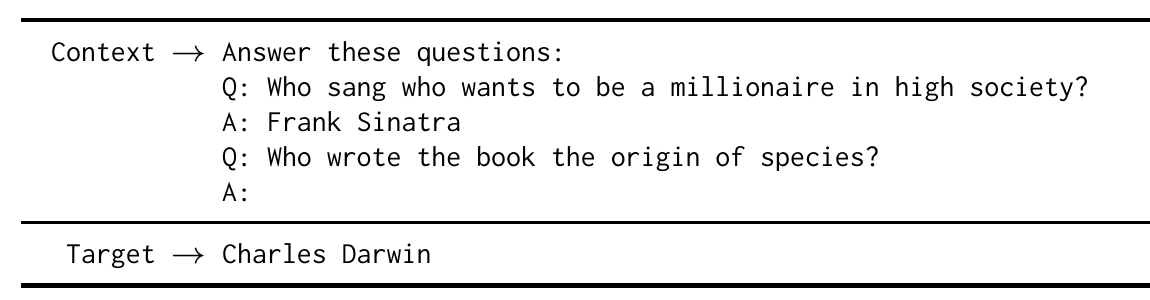 Context → Answer these questions:
Q: Who sang who wants to be a millionaire in high society?
A: Frank Sinatra
Q: Who wrote the book the origin of species?
A:
Target → Charles Darwin